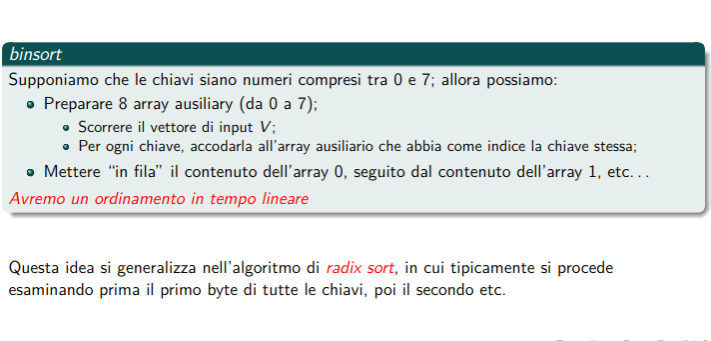 binsort
Supponiamo che le chiavi siano numeri compresi tra 0 e 7; allora possiamo:
Preparare 8 array ausiliary (da 0 a 7);
Scorrere il vettore di input V;
Per ogni chiave, accodarla all'array ausiliario che abbia come indice la chiave stessa;
Mettere “in fila” il contenuto dell'array 0, seguito dal contenuto dell'array 1, etc...
Avremo un ordinamento in tempo lineare
Questa idea si generalizza nell'algoritmo di radix sort, in cui tipicamente si procede
esaminando prima il primo byte di tutte le chiavi, poi il secondo etc.